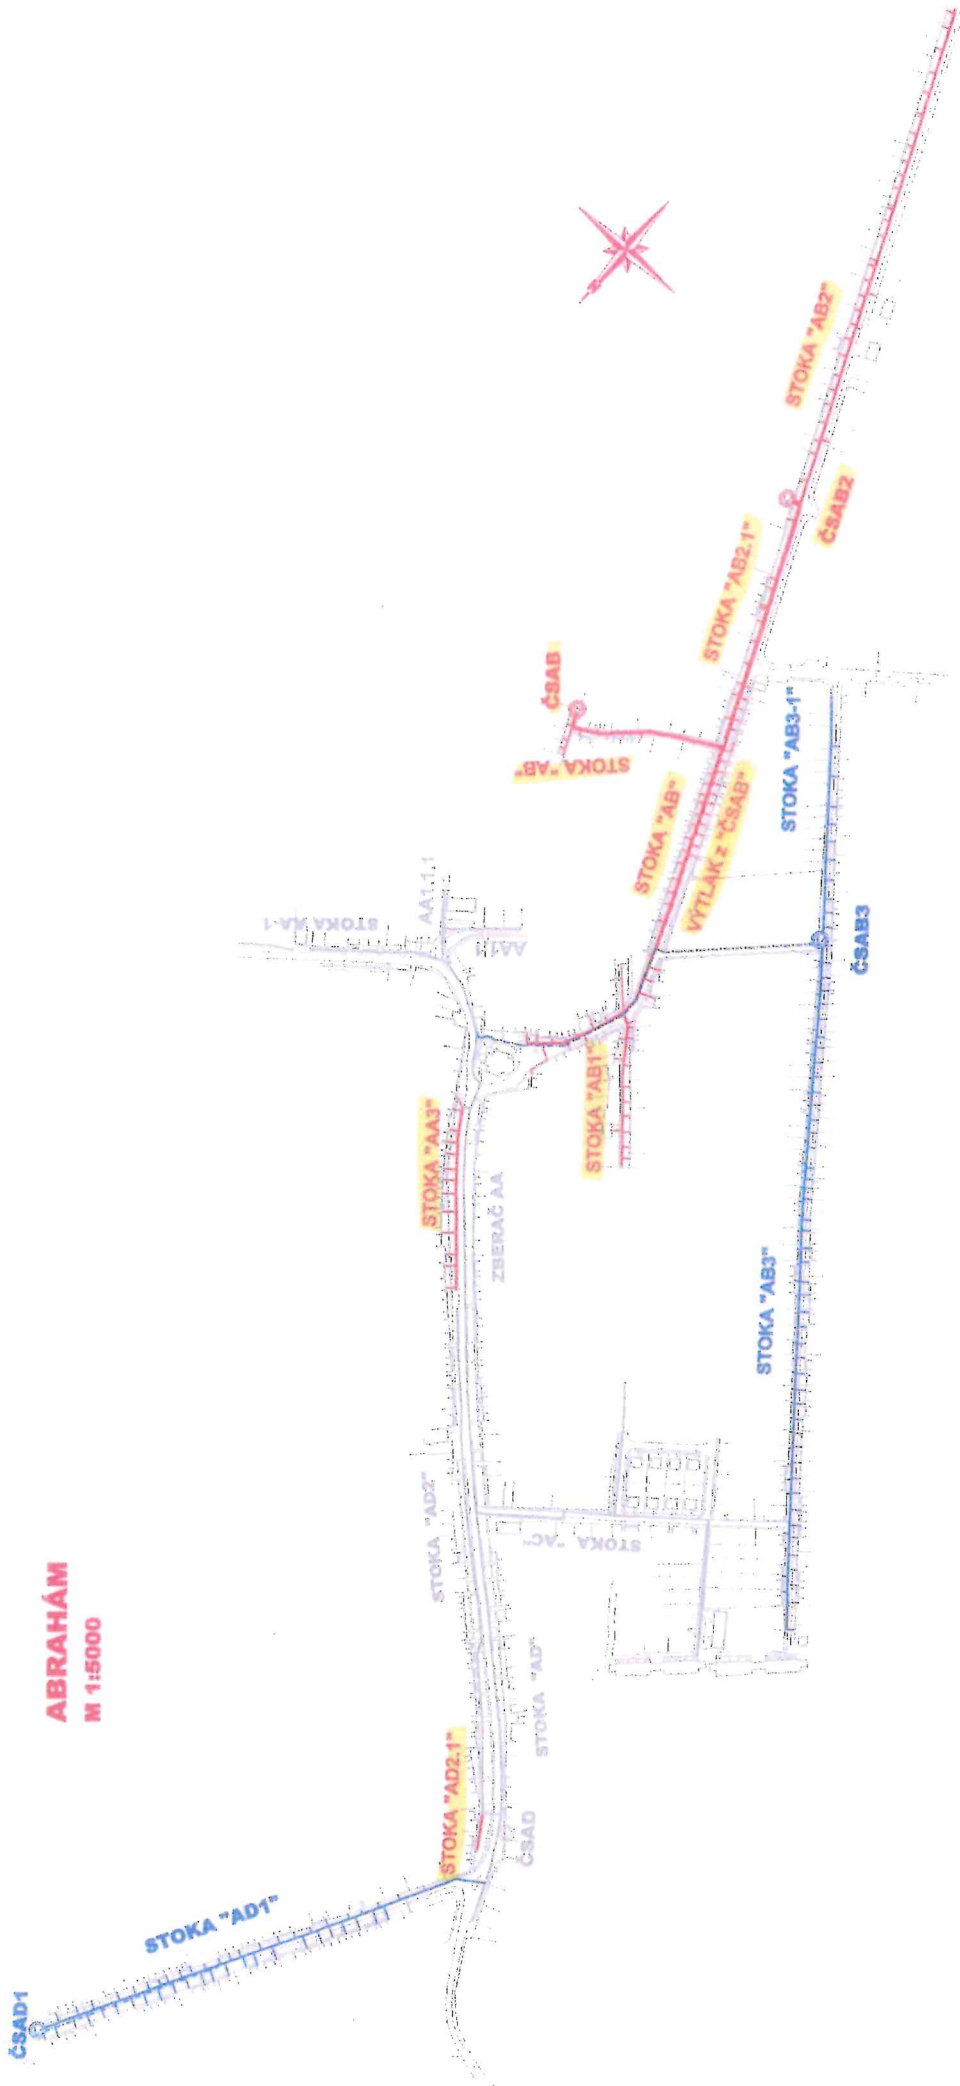 ABRAHÁM
M 1:5000
ČSAD1
STOKA "AD1"
STOKA "AD2.1"
ČSAD
STOKA "AD"
STOKA "AD2"
STOKA "AC"
STOKA "AA3"
ZBERAČ AA
STOKA AA-1
AA1.1.1
AA1.1
STOKA "AB1"
STOKA "AB"
VÝTLAK z "ČSAB"
STOKA "AB"
ČSAB
STOKA "AB2.1"
ČSAB2
STOKA "AB2"
STOKA "AB3-1"
ČSAB3
STOKA "AB3"
N